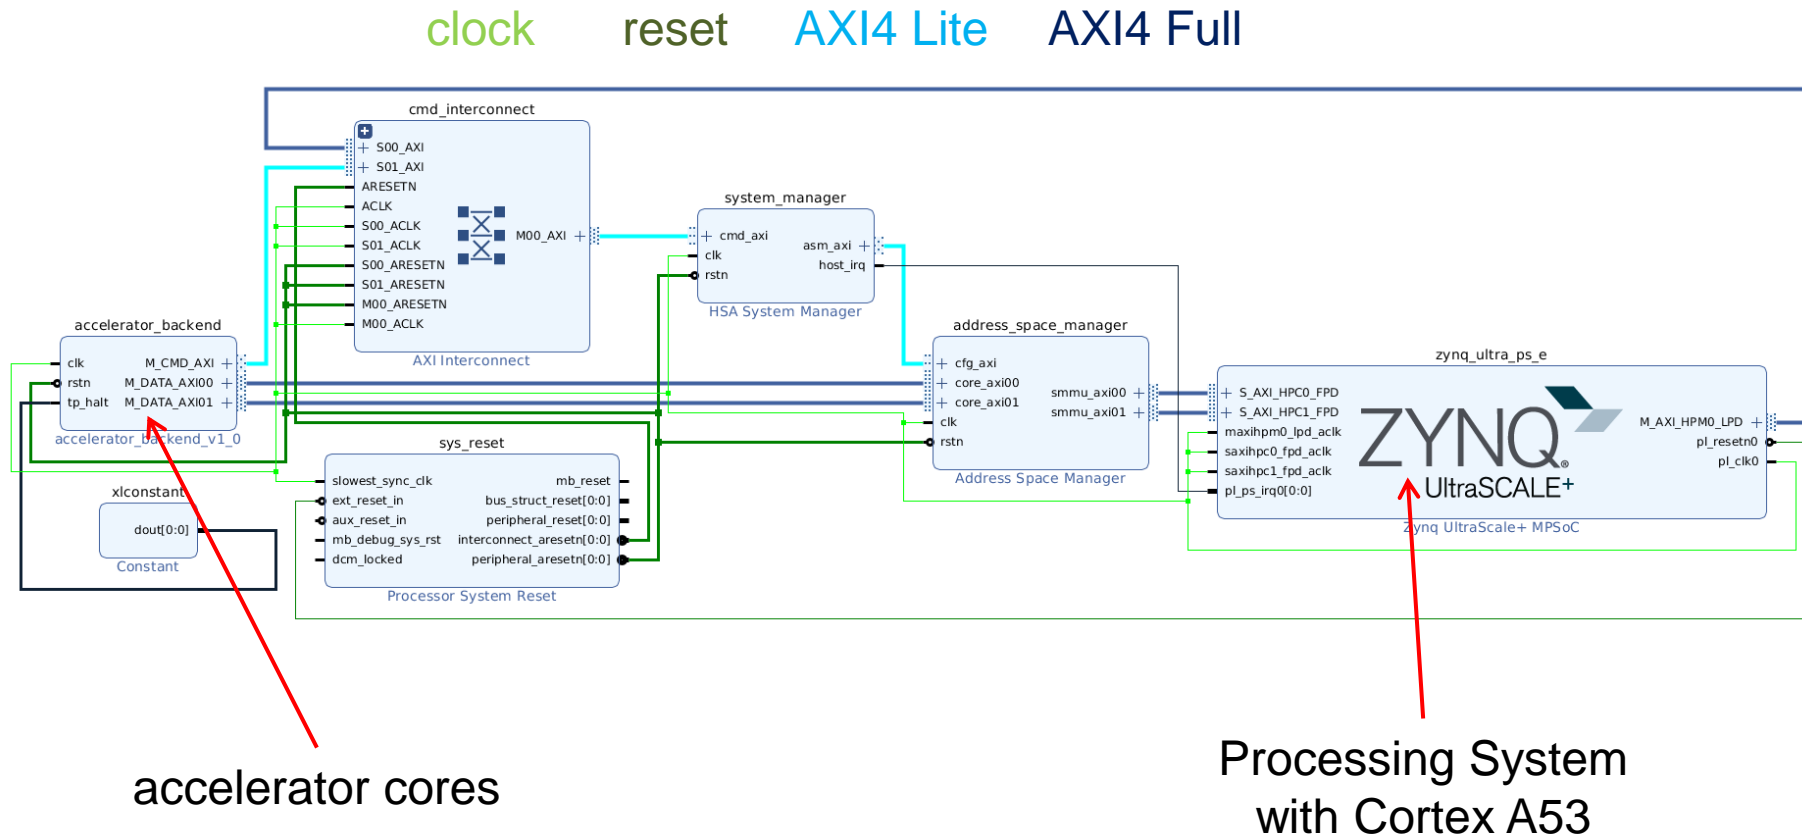 clock reset AXI4 Lite AXI4 Full
cmd_interconnect
S00_AXI
S01_AXI
ARESETN
ACLK
S00_ACLK
S01_ACLK
S00_ARESETN
S01_ARESETN
M00_ARESETN
M00_ACLK
M00_AXI
AXI Interconnect
system_manager
cmd_axi
clk
rstn
asm_axi
host_irq
HSA System Manager
accelerator_backend
clk
rstn
tp_halt
M_CMD_AXI
M_DATA_AXI00
M_DATA_AXI01
accelerator_backend_v1_0
address_space_manager
cfg_axi
core_axi00
core_axi01
clk
rstn
smmu_axi00
smmu_axi01
Address Space Manager
zynq_ultra_ps_e
S_AXI_HPC0_FPD
S_AXI_HPC1_FPD
maxihpm0_lpd_aclk
saxihpc0_fpd_aclk
saxihpc1_fpd_aclk
pl_ps_irq0[0:0]
ZYNQ®
UltraSCALE+
M_AXI_HPM0_LPD
pl_resetn0
pl_clk0
Zynq UltraScale+ MPSoC
sys_reset
slowest_sync_clk
ext_reset_in
aux_reset_in
mb_debug_sys_rst
dcm_locked
mb_reset
bus_struct_reset[0:0]
peripheral_reset[0:0]
interconnect_aresetn[0:0]
peripheral_aresetn[0:0]
Processor System Reset
xlconstant
dout[0:0]
Constant
accelerator cores
Processing System
with Cortex A53